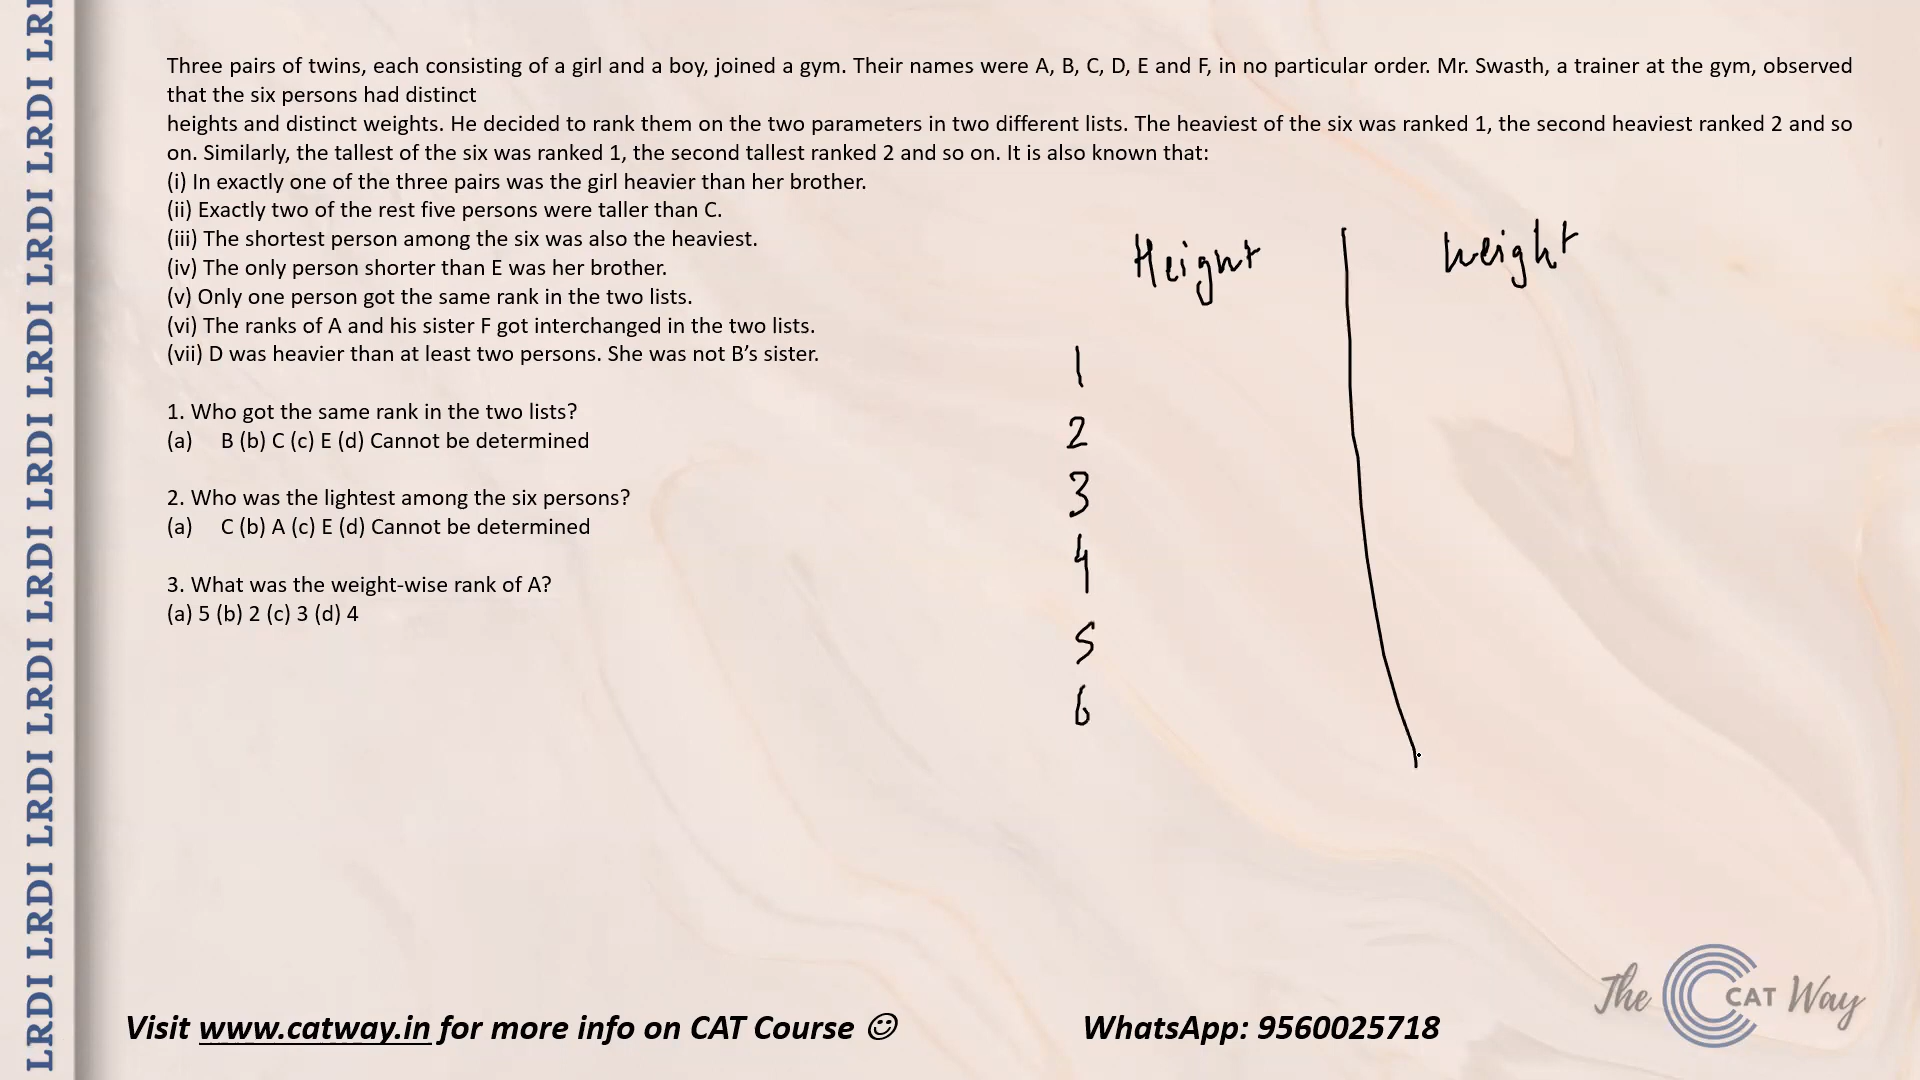 LRDI LRDI LRDI LRDI LRDI LRDI LRDI LRDI LRDI LRDI LRI
Three pairs of twins, each consisting of a girl and a boy, joined a gym. Their names were A, B, C, D, E and F, in no particular order. Mr. Swasth, a trainer at the gym, observed
that the six persons had distinct
heights and distinct weights. He decided to rank them on the two parameters in two different lists. The heaviest of the six was ranked 1, the second heaviest ranked 2 and so
on. Similarly, the tallest of the six was ranked 1, the second tallest ranked 2 and so on. It is also known that:
(i) In exactly one of the three pairs was the girl heavier than her brother.
(ii) Exactly two of the rest five persons were taller than C.
(iii) The shortest person among the six was also the heaviest.
(iv) The only person shorter than E was her brother.
(v) Only one person got the same rank in the two lists.
(vi) The ranks of A and his sister F got interchanged in the two lists.
(vii) D was heavier than at least two persons. She was not B’s sister.
1. Who got the same rank in the two lists?
(a) B (b) C (c) E (d) Cannot be determined
2. Who was the lightest among the six persons?
(a) C (b) A (c) E (d) Cannot be determined
3. What was the weight-wise rank of A?
(a) 5 (b) 2 (c) 3 (d) 4
Height Weight
1
2
3
4
5
6
The CAT Way
Visit www.catway.in for more info on CAT Course ☺ WhatsApp: 9560025718